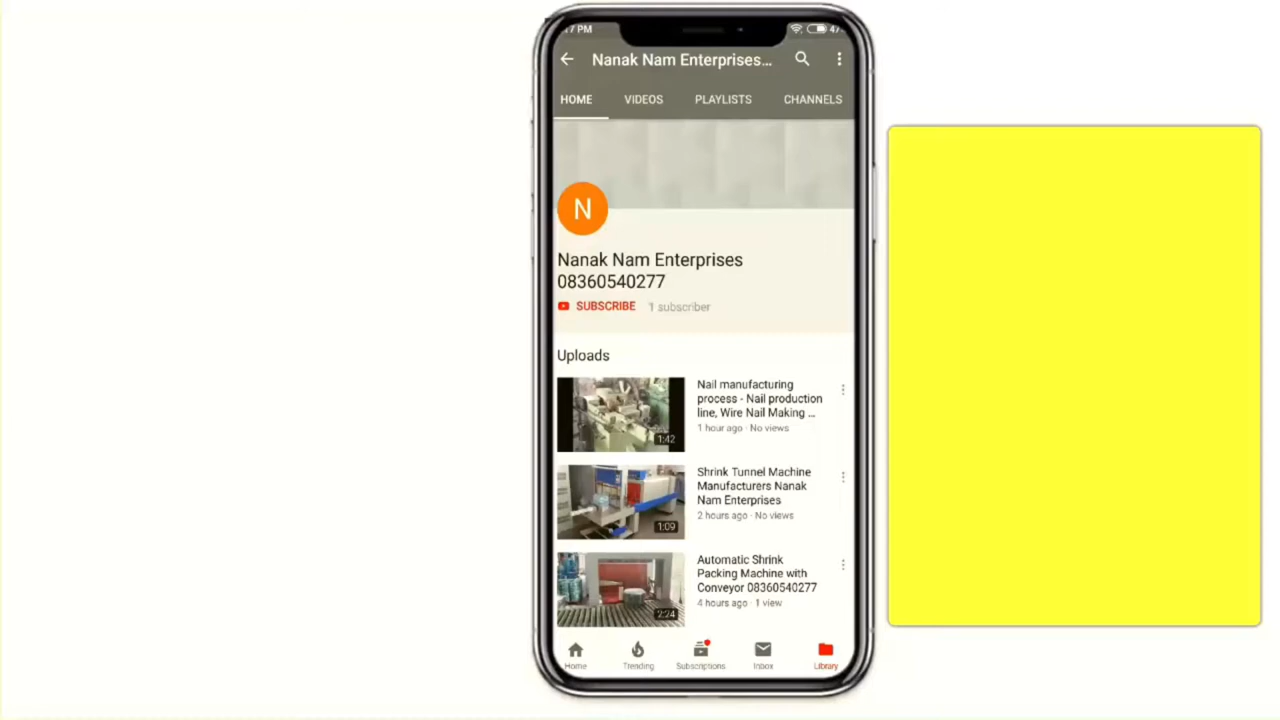 Nanak Nam Enterprises...
HOME VIDEOS PLAYLISTS CHANNELS
N
Nanak Nam Enterprises
08360540277
SUBSCRIBE 1 subscriber
Uploads
Nail manufacturing
process - Nail production
line, Wire Nail Making ...
1 hour ago · No views
1:42
Shrink Tunnel Machine
Manufacturers Nanak
Nam Enterprises
2 hours ago · No views
1:09
Automatic Shrink
Packing Machine with
Conveyor 08360540277
4 hours ago · 1 view
2:24
Home Trending Subscriptions Inbox Library